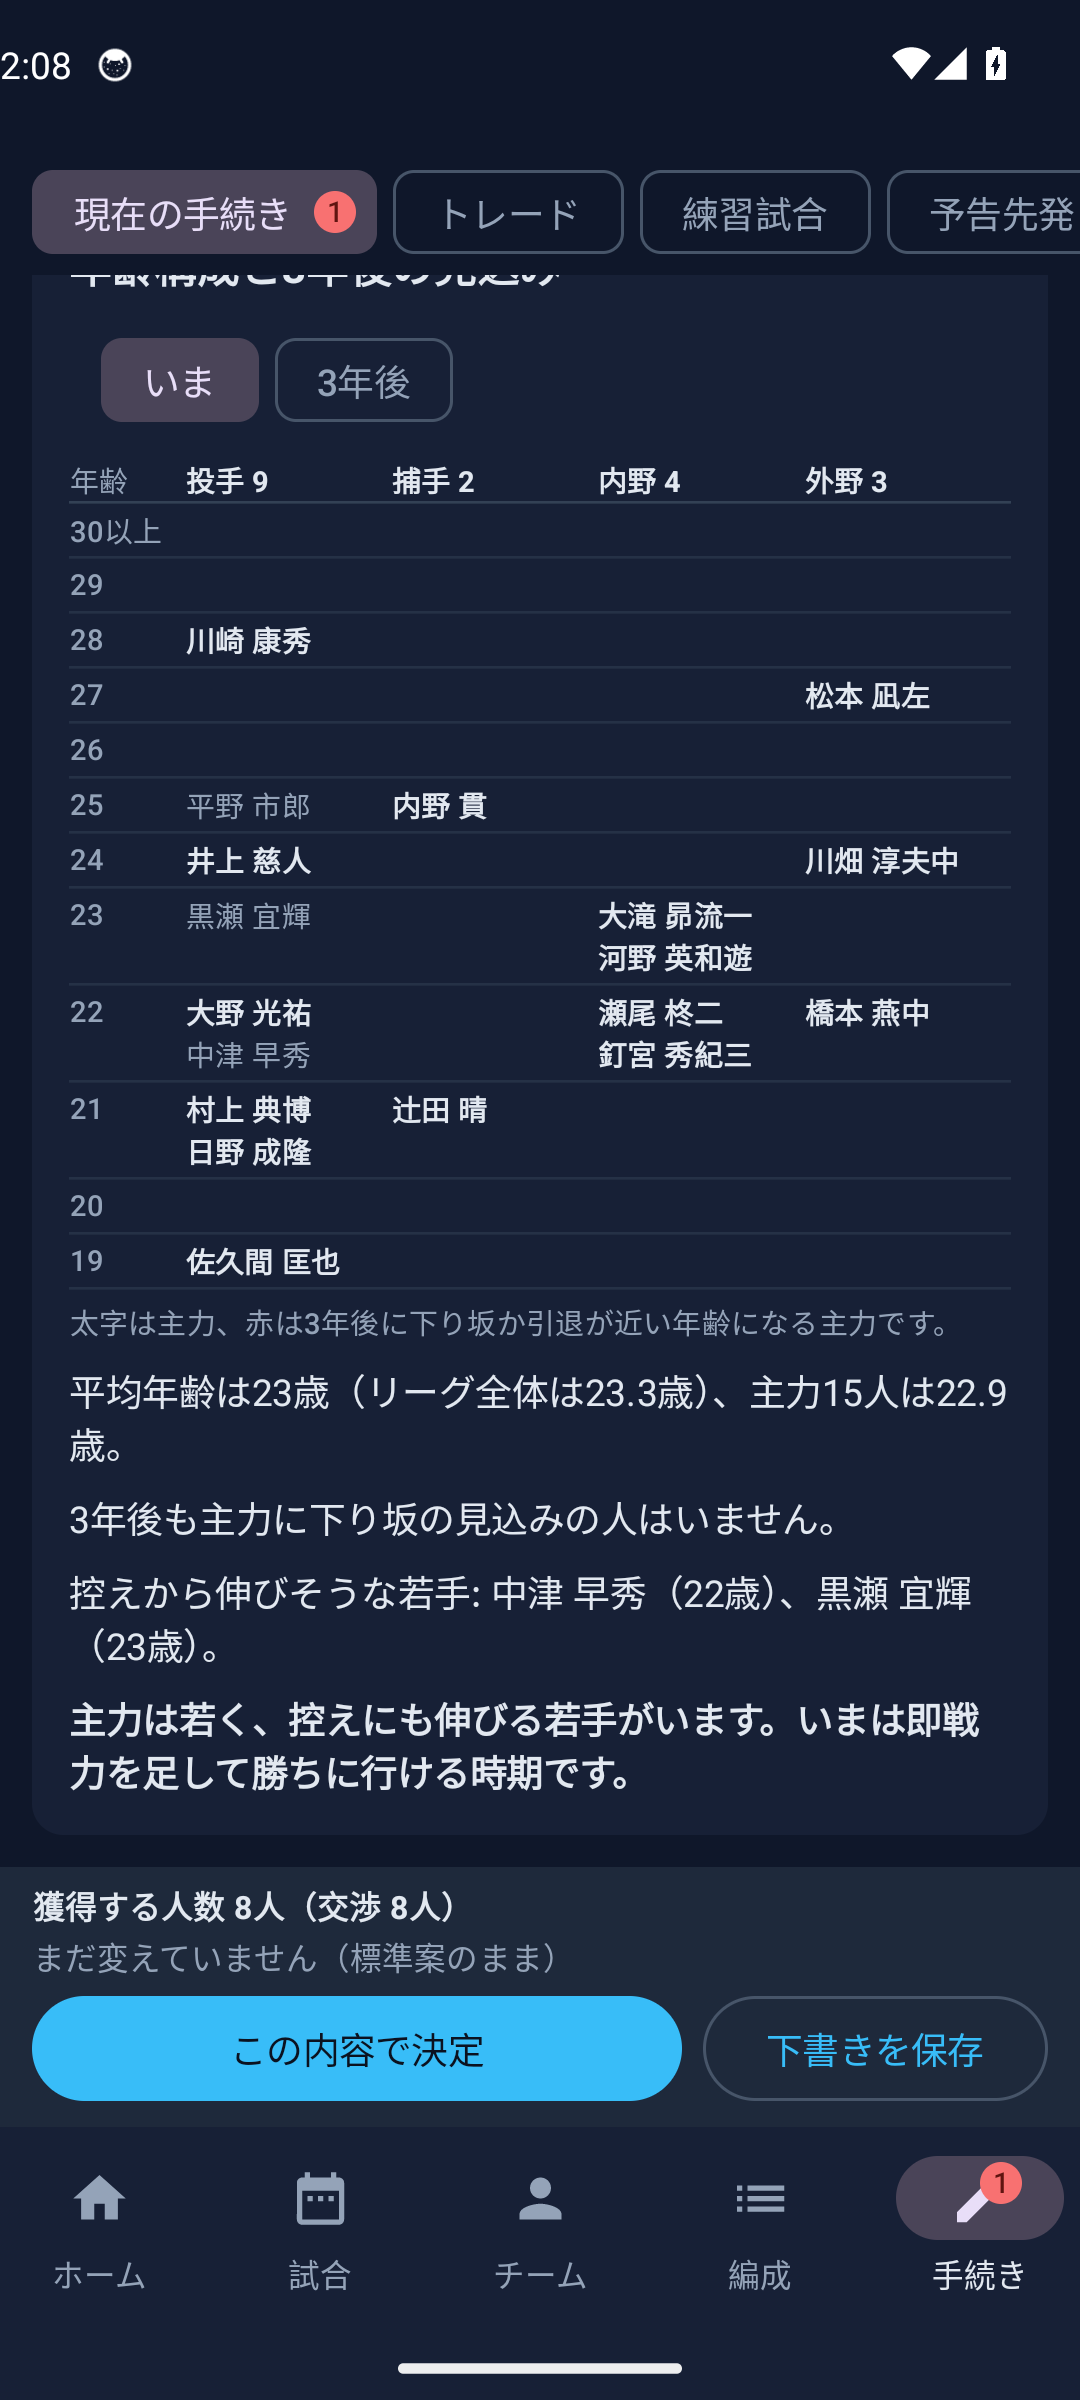 2:08
現在の手続き 1 トレード 練習試合 予告先発
年齢構成と3年後の見込み
いま 3年後
年齢 投手 9 捕手 2 内野 4 外野 3
30以上
29
28 川崎 康秀
27 松本 凪左
26
25 平野 市郎 内野 貫
24 井上 慈人 川畑 淳夫中
23 黒瀬 宜輝 大滝 昴流一
河野 英和遊
22 大野 光祐 瀬尾 柊二 橋本 燕中
中津 早秀 釘宮 秀紀三
21 村上 典博 辻田 晴
日野 成隆
20
19 佐久間 匡也
太字は主力、赤は3年後に下り坂か引退が近い年齢になる主力です。
平均年齢は23歳（リーグ全体は23.3歳）、主力15人は22.9
歳。
3年後も主力に下り坂の見込みの人はいません。
控えから伸びそうな若手: 中津 早秀（22歳）、黒瀬 宜輝
（23歳）。
主力は若く、控えにも伸びる若手がいます。いまは即戦
力を足して勝ちに行ける時期です。
獲得する人数 8人（交渉 8人）
まだ変えていません（標準案のまま）
この内容で決定 下書きを保存
1
ホーム 試合 チーム 編成 手続き